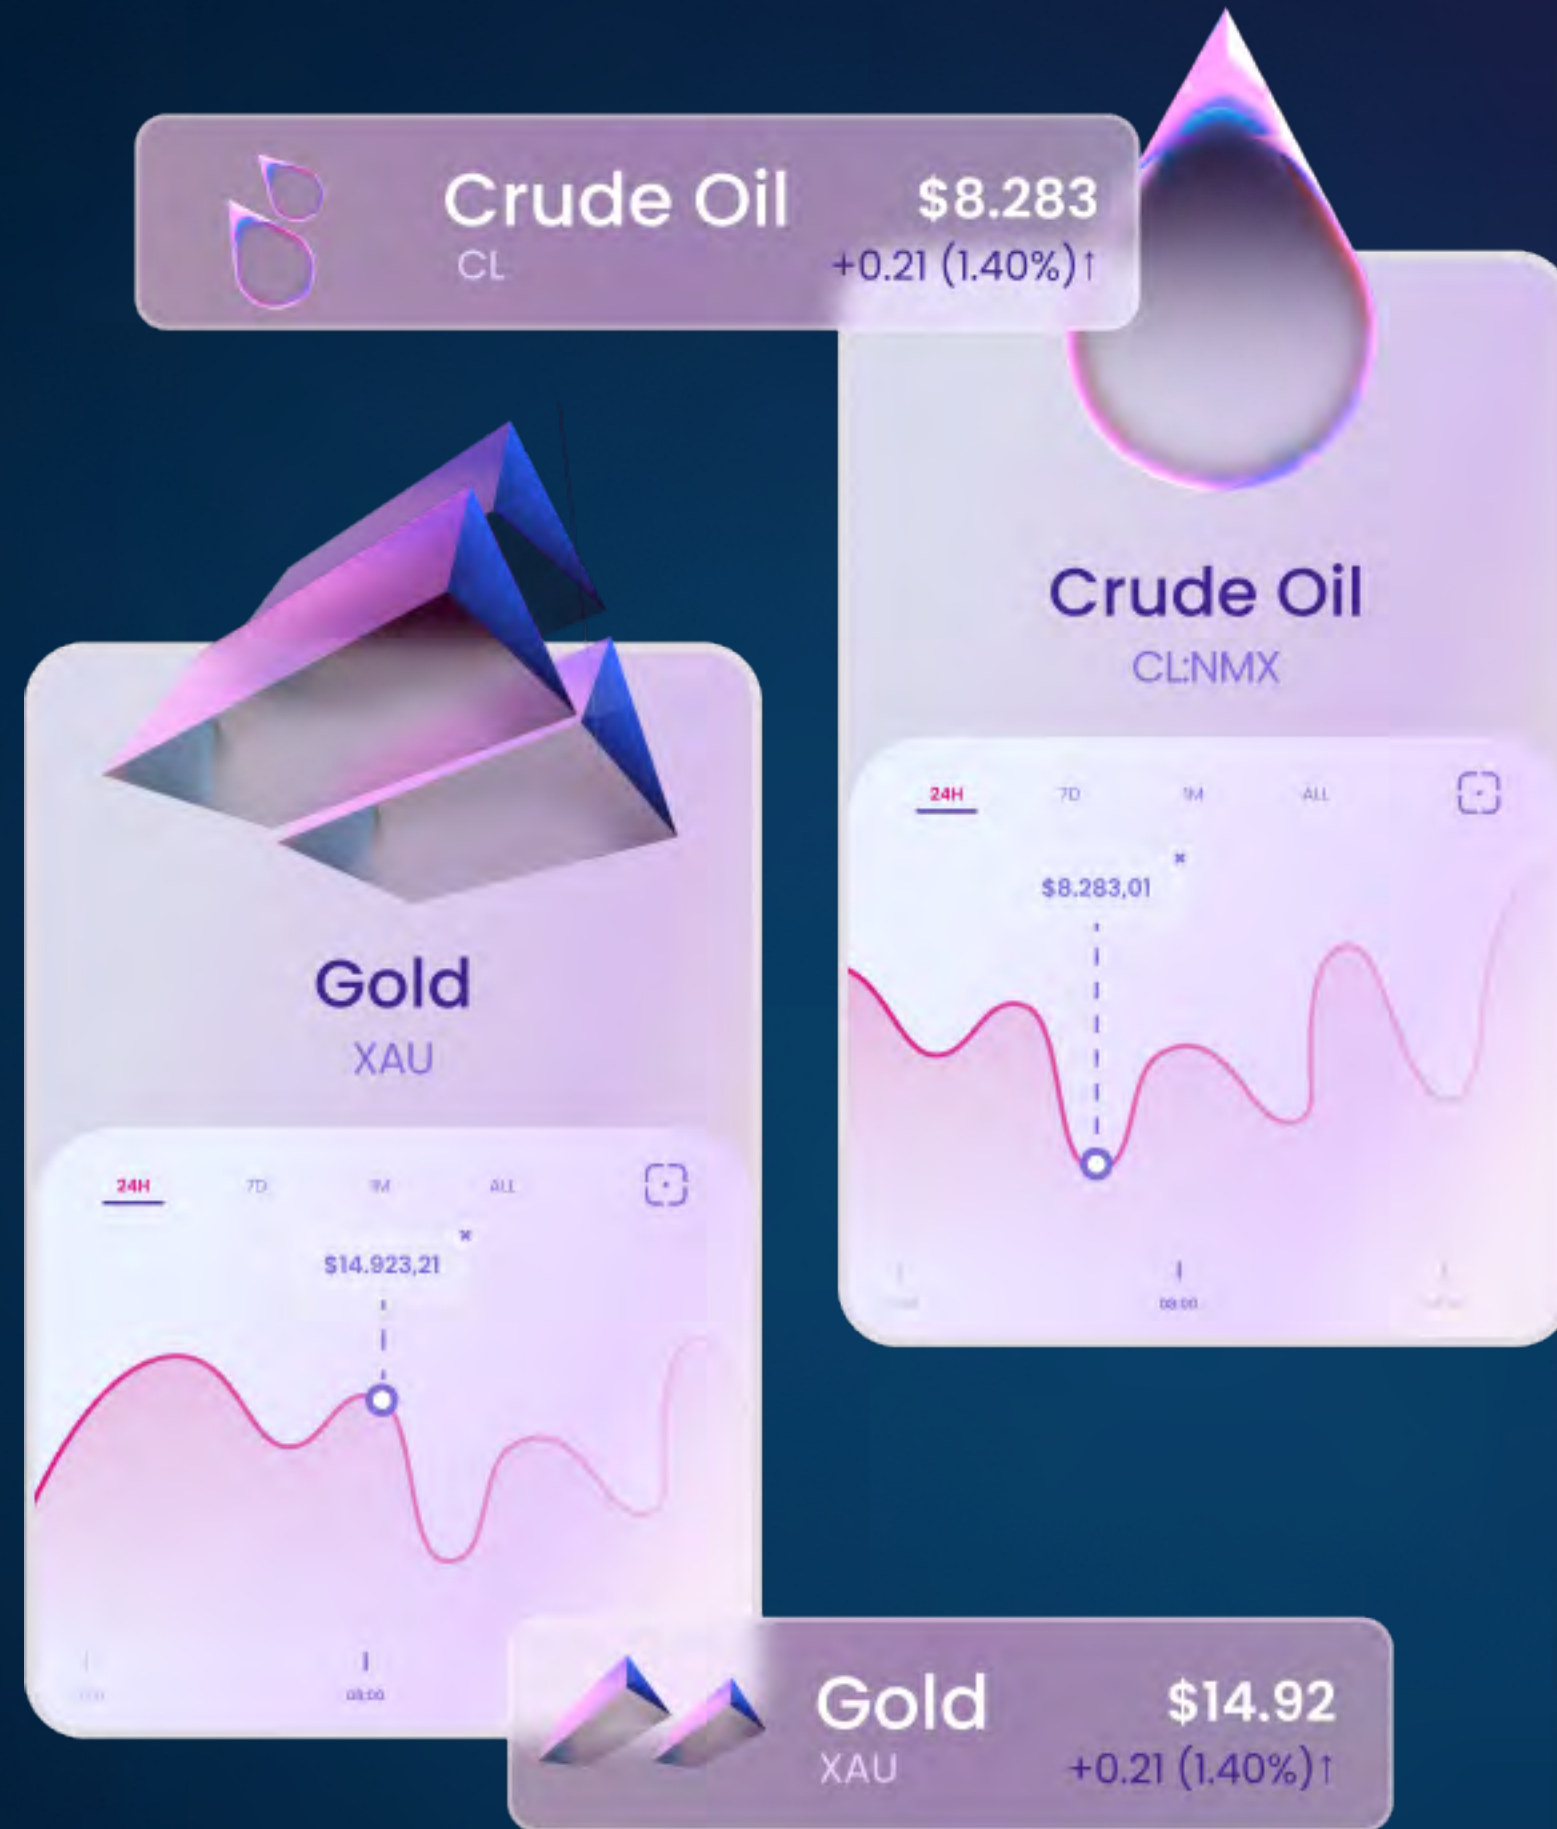 Crude Oil
$8.283
CL
+0.21 (1.40%)↑
Crude Oil
CL:NMX
24H 7D 1M ALL
$8.283,01
08:00
Gold
XAU
24H 7D 1M ALL
$14.923,21
08:00
Gold
$14.92
XAU
+0.21 (1.40%)↑